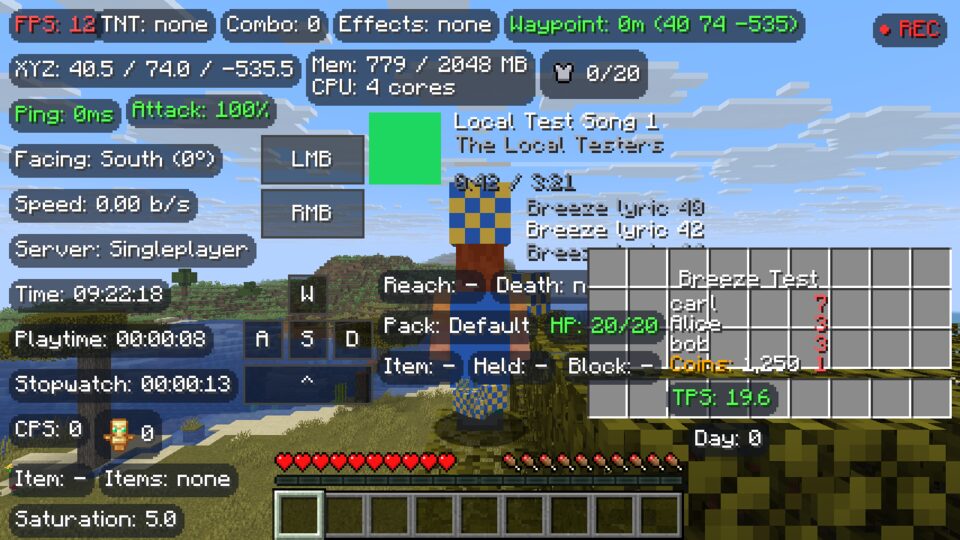 FPS: 12 TNT: none Combo: 0 Effects: none Waypoint: 0m (40 74 -535) REC
XYZ: 40.5 / 74.0 / -535.5 Mem: 779 / 2048 MB
CPU: 4 cores
0/20
Ping: 0ms Attack: 100%
Local Test Song 1
The Local Testers
Facing: South (0°) LMB
0:42 / 3:21
Speed: 0.00 b/s RMB
Breeze lyric 40
Breeze lyric 42
Breeze
Server: Singleplayer
Time: 09:22:18 W
Reach: - Death: n
Breeze Test
carl 7
Alice 3
bob 3
Coins: 1,250 1
Playtime: 00:00:08 A S D
Pack: Default HP: 20/20
Item: - Held: - Block: -
Stopwatch: 00:00:13 ^
TPS: 19.6
CPS: 0 0
Day: 0
Item: - Items: none
Saturation: 5.0